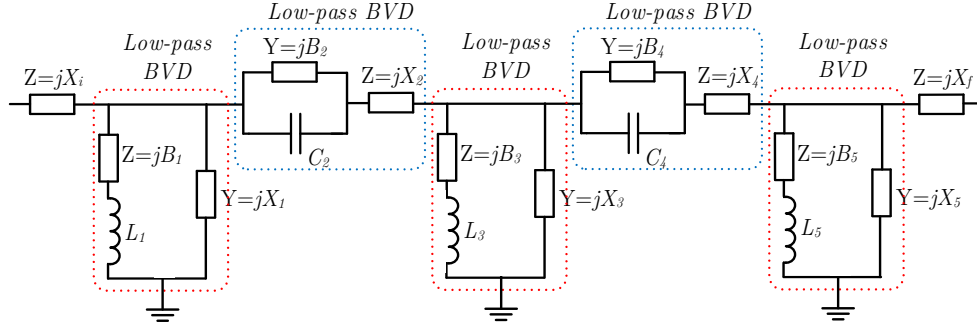 Low-pass BVD
Low-pass BVD
Low-pass
BVD
Y=jB₂
Low-pass
BVD
Y=jB₄
Low-pass
BVD
Z=jXᵢ
Z=jX₂
Z=jX₄
Z=jX_f
Z=jB₁
C₂
Z=jB₃
C₄
Z=jB₅
Y=jX₁
Y=jX₃
Y=jX₅
L₁
L₃
L₅